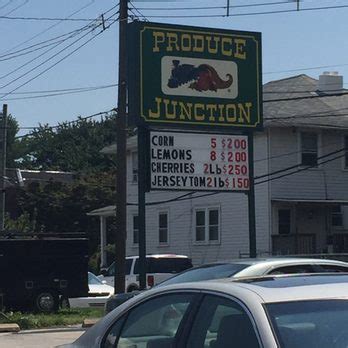 PRODUCE
JUNCTION
CORN 5 $200
LEMONS 8 $200
CHERRIES 2LB$250
JERSEYTOM2LB$150